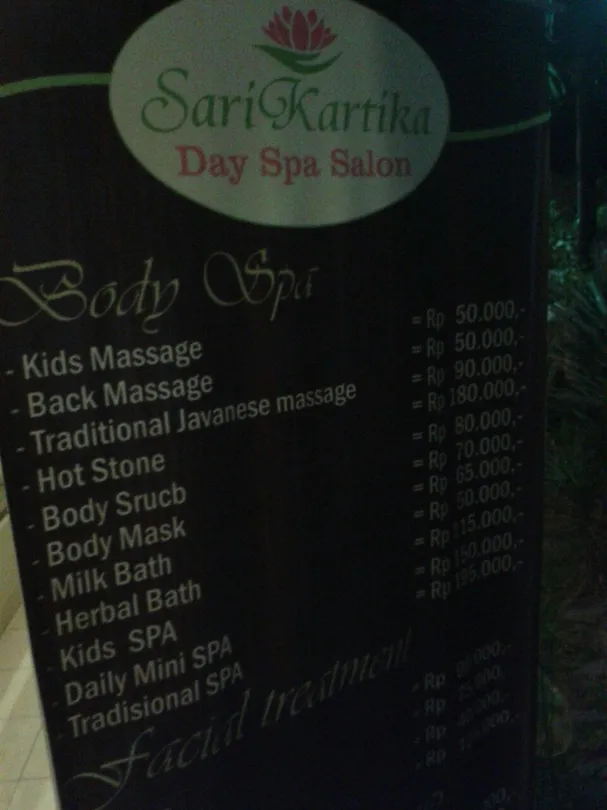 Sari Kartika
Day Spa Salon
Body Spa
- Kids Massage = Rp 50.000,-
- Back Massage = Rp 50.000,-
- Traditional Javanese massage = Rp 90.000,-
- Hot Stone = Rp 180.000,-
- Body Srucb = Rp 80.000,-
- Body Mask = Rp 70.000,-
- Milk Bath = Rp 65.000,-
- Herbal Bath = Rp 50.000,-
- Kids SPA = Rp 115.000,-
- Daily Mini SPA = Rp 150.000,-
- Tradisional SPA = Rp 195.000,-
Facial treatment